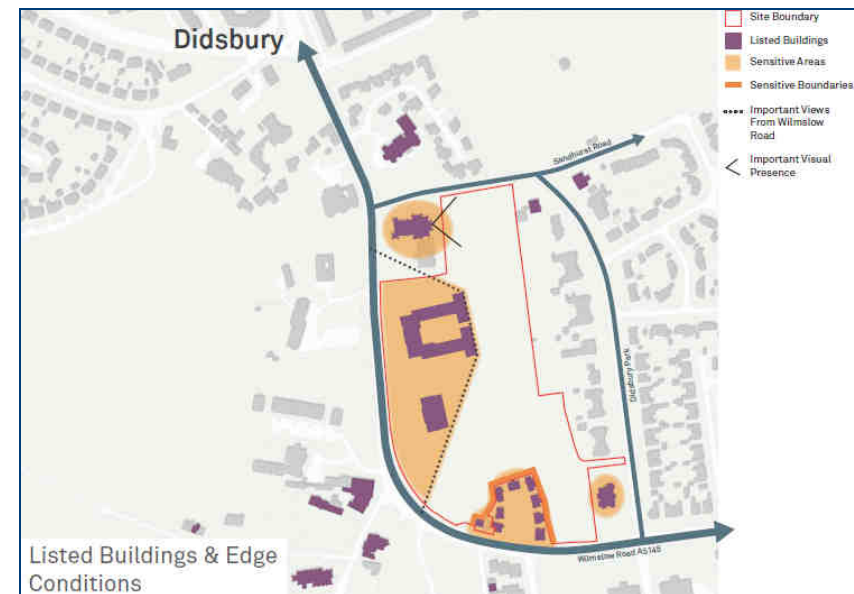 Didsbury
Site Boundary
Listed Buildings
Sensitive Areas
Sensitive Boundaries
Important Views
From Wilmslow
Road
Important Visual
Presence
Sandhurst Road
Didsbury Park
Wilmslow Road A5145
Listed Buildings & Edge
Conditions